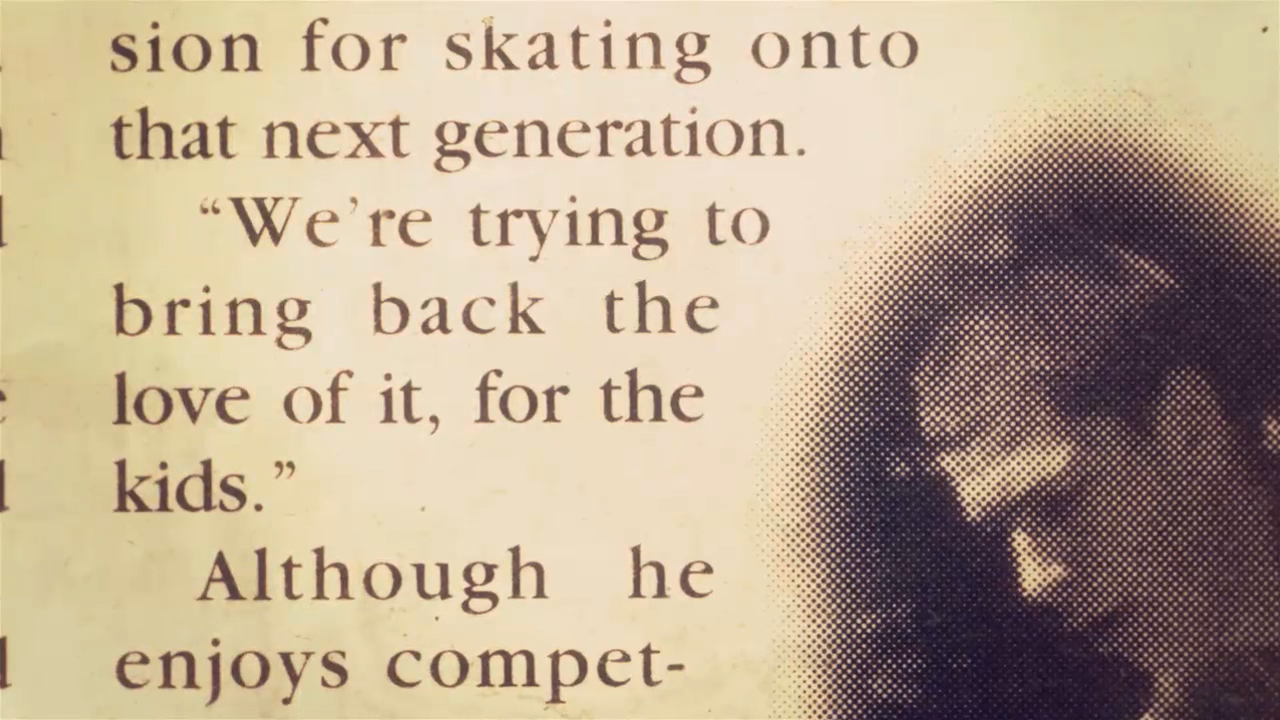 sion for skating onto
that next generation.
“We're trying to
bring back the
love of it, for the
kids.”
Although he
enjoys compet-